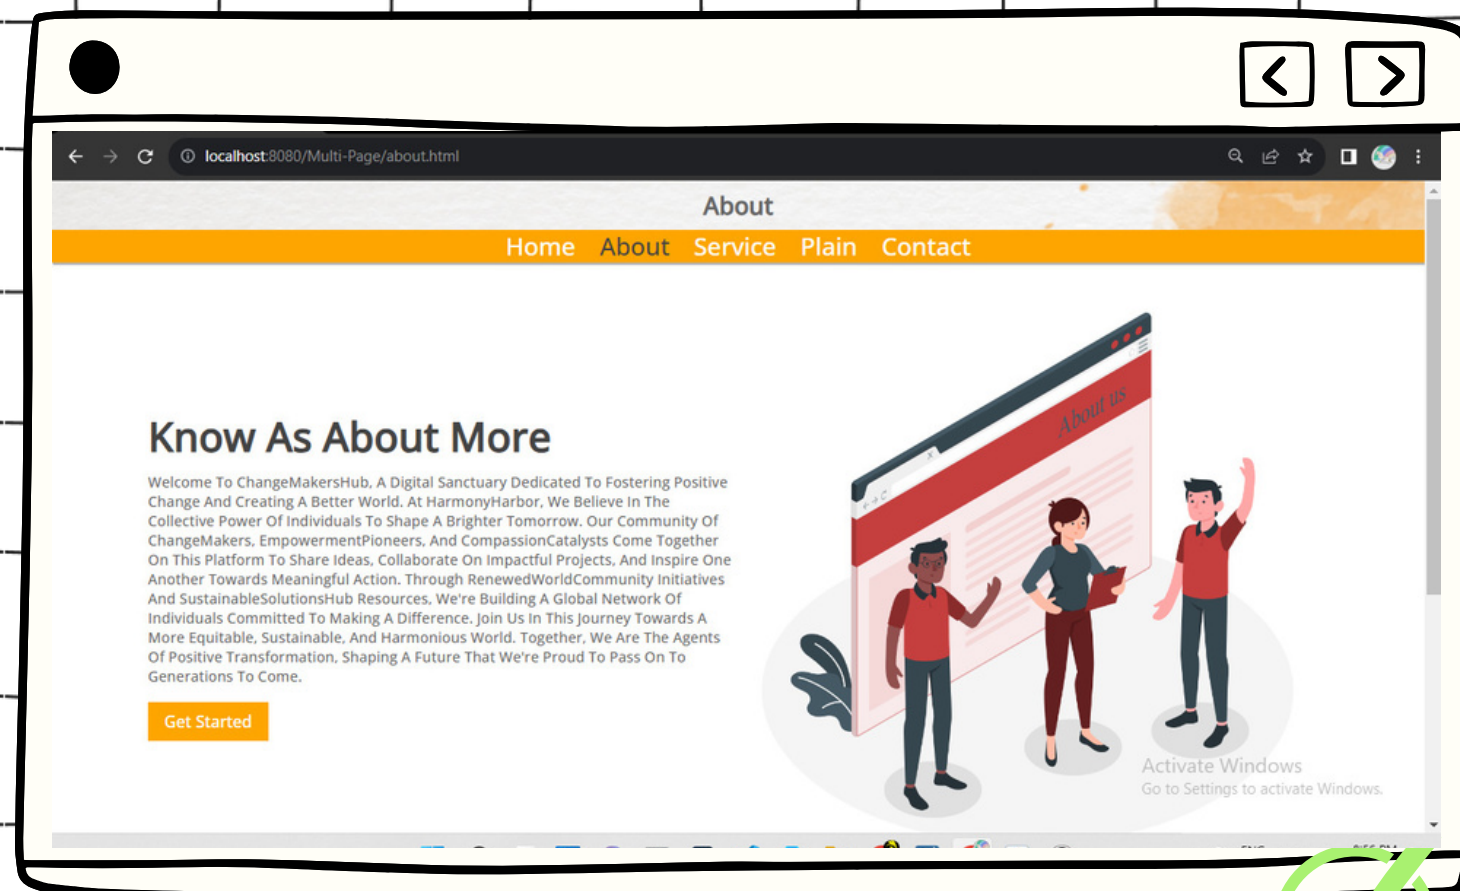 localhost:8080/Multi-Page/about.html
About
Home About Service Plain Contact
About us
Know As About More
Welcome To ChangeMakersHub, A Digital Sanctuary Dedicated To Fostering Positive
Change And Creating A Better World. At HarmonyHarbor, We Believe In The
Collective Power Of Individuals To Shape A Brighter Tomorrow. Our Community Of
ChangeMakers, EmpowermentPioneers, And CompassionCatalysts Come Together
On This Platform To Share Ideas, Collaborate On Impactful Projects, And Inspire One
Another Towards Meaningful Action. Through RenewedWorldCommunity Initiatives
And SustainableSolutionsHub Resources, We're Building A Global Network Of
Individuals Committed To Making A Difference. Join Us In This Journey Towards A
More Equitable, Sustainable, And Harmonious World. Together, We Are The Agents
Of Positive Transformation, Shaping A Future That We're Proud To Pass On To
Generations To Come.
Get Started
Activate Windows
Go to Settings to activate Windows.